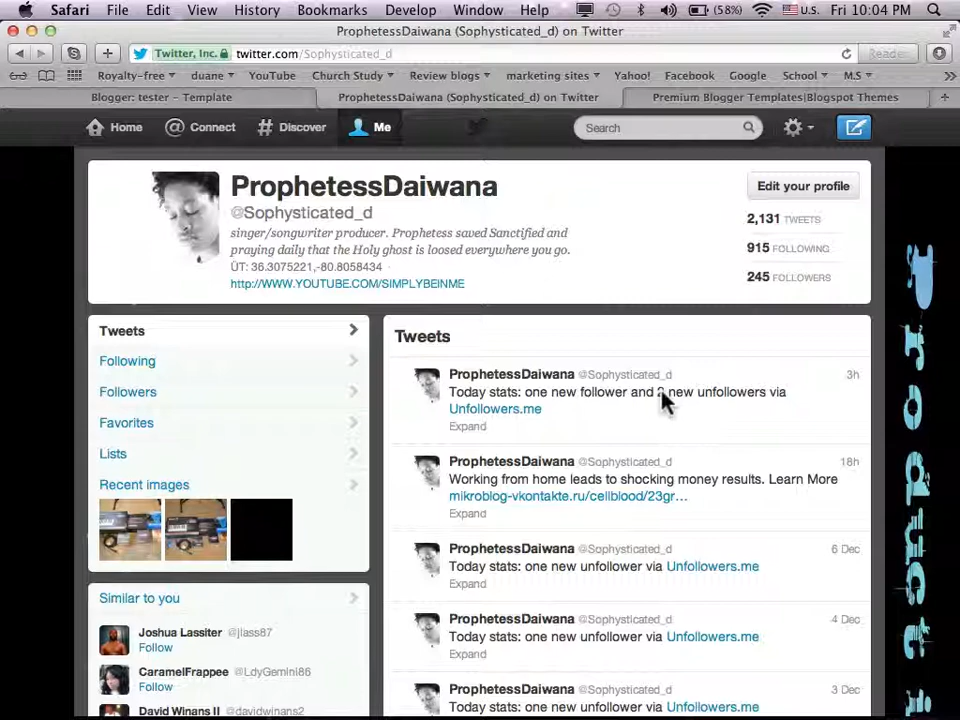 Safari File Edit View History Bookmarks Develop Window Help (58%) U.S. Fri 10:04 PM
ProphetessDaiwana (Sophysticated_d) on Twitter
Twitter, Inc. twitter.com/Sophysticated_d Reader
Royalty-free duane YouTube Church Study Review blogs marketing sites Yahoo! Facebook Google School M.S
Blogger: tester - Template ProphetessDaiwana (Sophysticated_d) on Twitter Premium Blogger Templates|Blogspot Themes
Home Connect Discover Me Search
ProphetessDaiwana
@Sophysticated_d
singer/songwriter producer. Prophetess saved Sanctified and
praying daily that the Holy ghost is loosed everywhere you go.
ÜT: 36.3075221,-80.8058434 ·
http://WWW.YOUTUBE.COM/SIMPLYBEINME
Edit your profile
2,131 TWEETS
915 FOLLOWING
245 FOLLOWERS
Tweets
Following
Followers
Favorites
Lists
Recent images
Similar to you
Joshua Lassiter @jlass87
Follow
CaramelFrappee @LdyGemini86
Follow
David Winans II @davidwinans2
Tweets
ProphetessDaiwana @Sophysticated_d 3h
Today stats: one new follower and 2 new unfollowers via
Unfollowers.me
Expand
ProphetessDaiwana @Sophysticated_d 18h
Working from home leads to shocking money results. Learn More
mikroblog-vkontakte.ru/cellblood/23gr…
Expand
ProphetessDaiwana @Sophysticated_d 6 Dec
Today stats: one new unfollower via Unfollowers.me
Expand
ProphetessDaiwana @Sophysticated_d 4 Dec
Today stats: one new unfollower via Unfollowers.me
Expand
ProphetessDaiwana @Sophysticated_d 3 Dec
Today stats: one new unfollower via Unfollowers.me